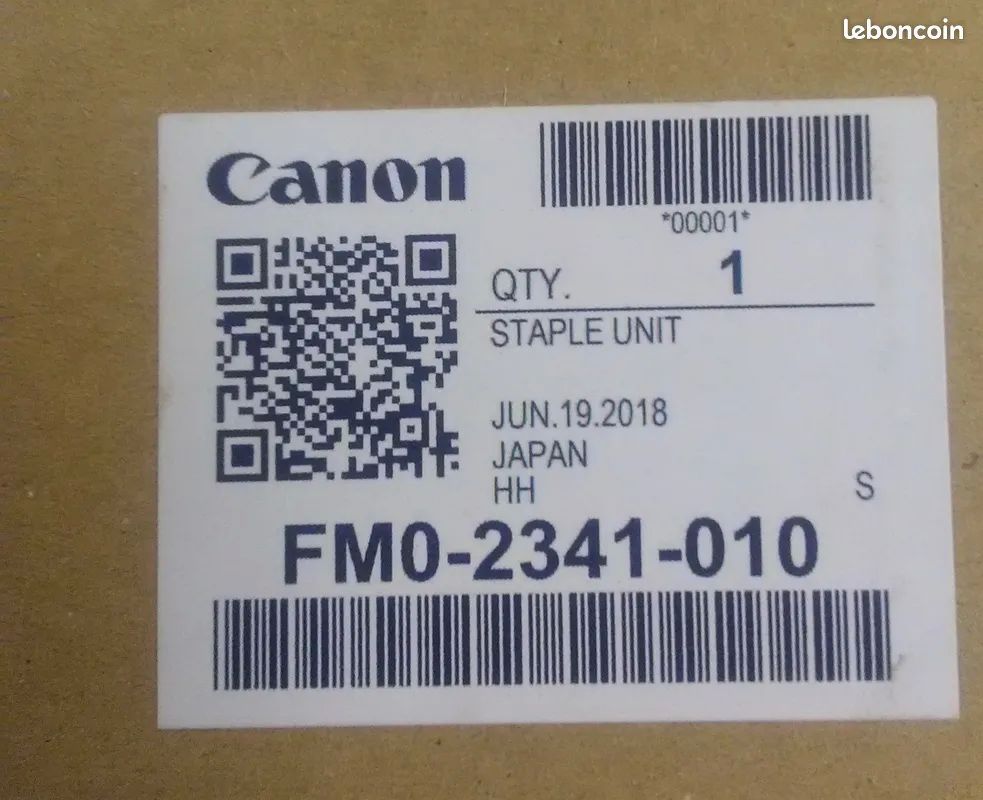 leboncoin
Canon
*00001*
QTY. 1
STAPLE UNIT
JUN.19.2018
JAPAN
HH S
FM0-2341-010